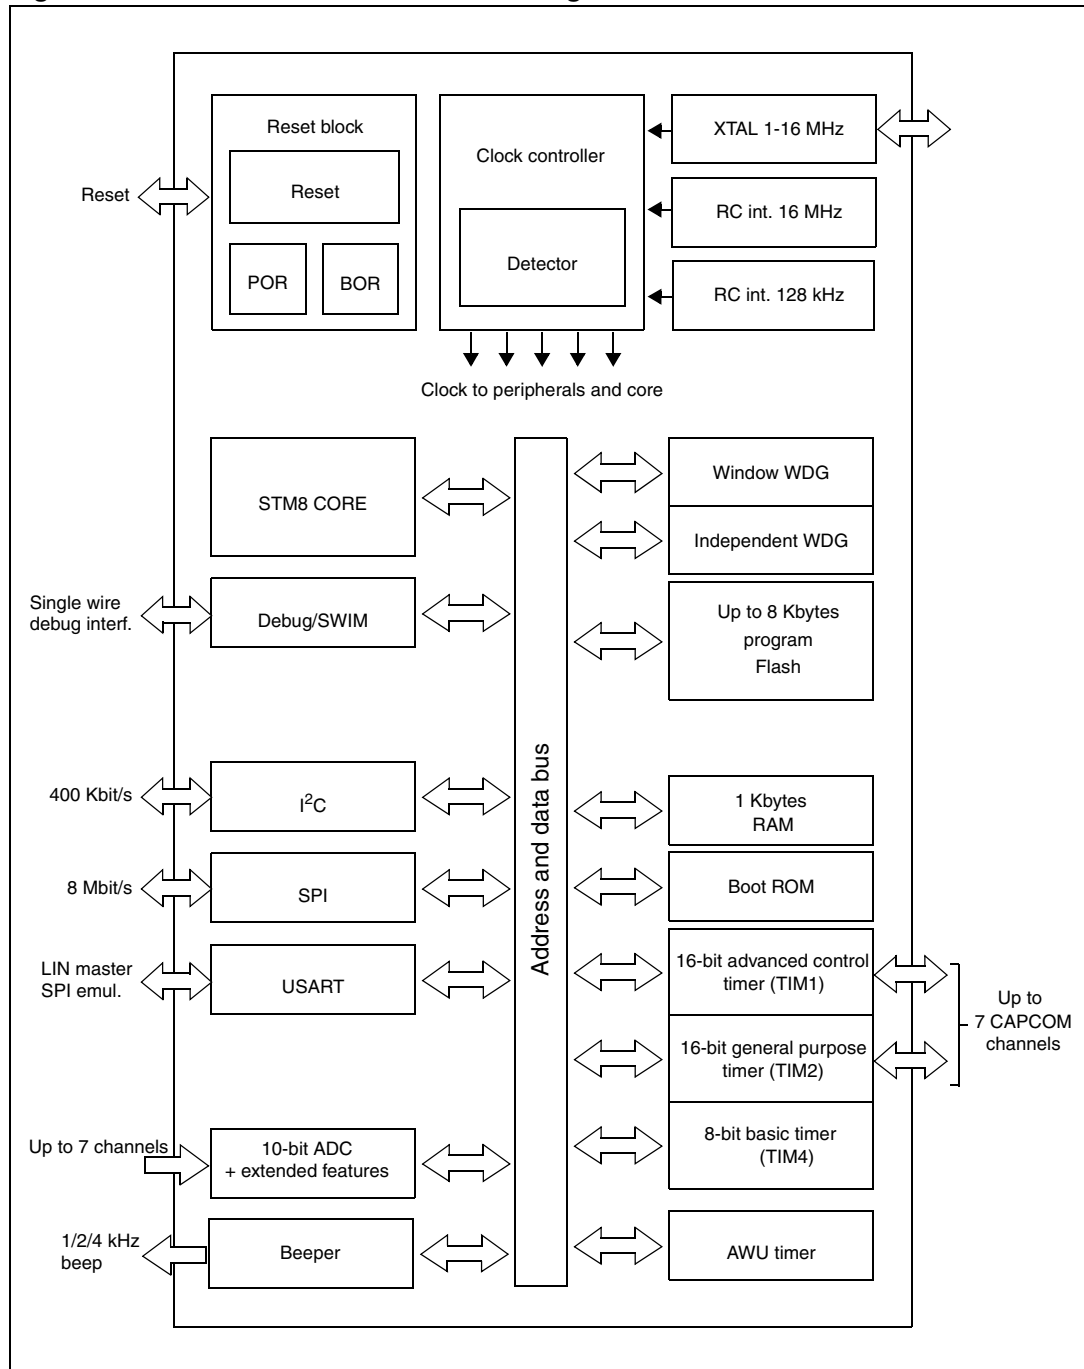 Reset block
Reset
POR
BOR
Reset
Clock controller
Detector
XTAL 1-16 MHz
RC int. 16 MHz
RC int. 128 kHz
Clock to peripherals and core
STM8 CORE
Single wire
debug interf.
Debug/SWIM
400 Kbit/s
I²C
8 Mbit/s
SPI
LIN master
SPI emul.
USART
Up to 7 channels
10-bit ADC
+ extended features
1/2/4 kHz
beep
Beeper
Address and data bus
Window WDG
Independent WDG
Up to 8 Kbytes
program
Flash
1 Kbytes
RAM
Boot ROM
16-bit advanced control
timer (TIM1)
16-bit general purpose
timer (TIM2)
8-bit basic timer
(TIM4)
AWU timer
Up to
7 CAPCOM
channels